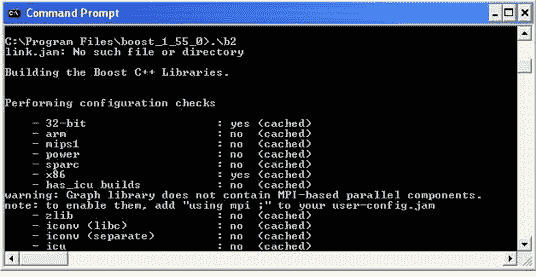 Command Prompt
C:\Program Files\boost_1_55_0>.\b2
link.jam: No such file or directory
Building the Boost C++ Libraries.
Performing configuration checks
- 32-bit : yes (cached)
- arm : no (cached)
- mips1 : no (cached)
- power : no (cached)
- sparc : no (cached)
- x86 : yes (cached)
- has_icu builds : no (cached)
warning: Graph library does not contain MPI-based parallel components.
note: to enable them, add "using mpi ;" to your user-config.jam
- zlib : no (cached)
- iconv (libc) : no (cached)
- iconv (separate) : no (cached)
- icu : no (cached)